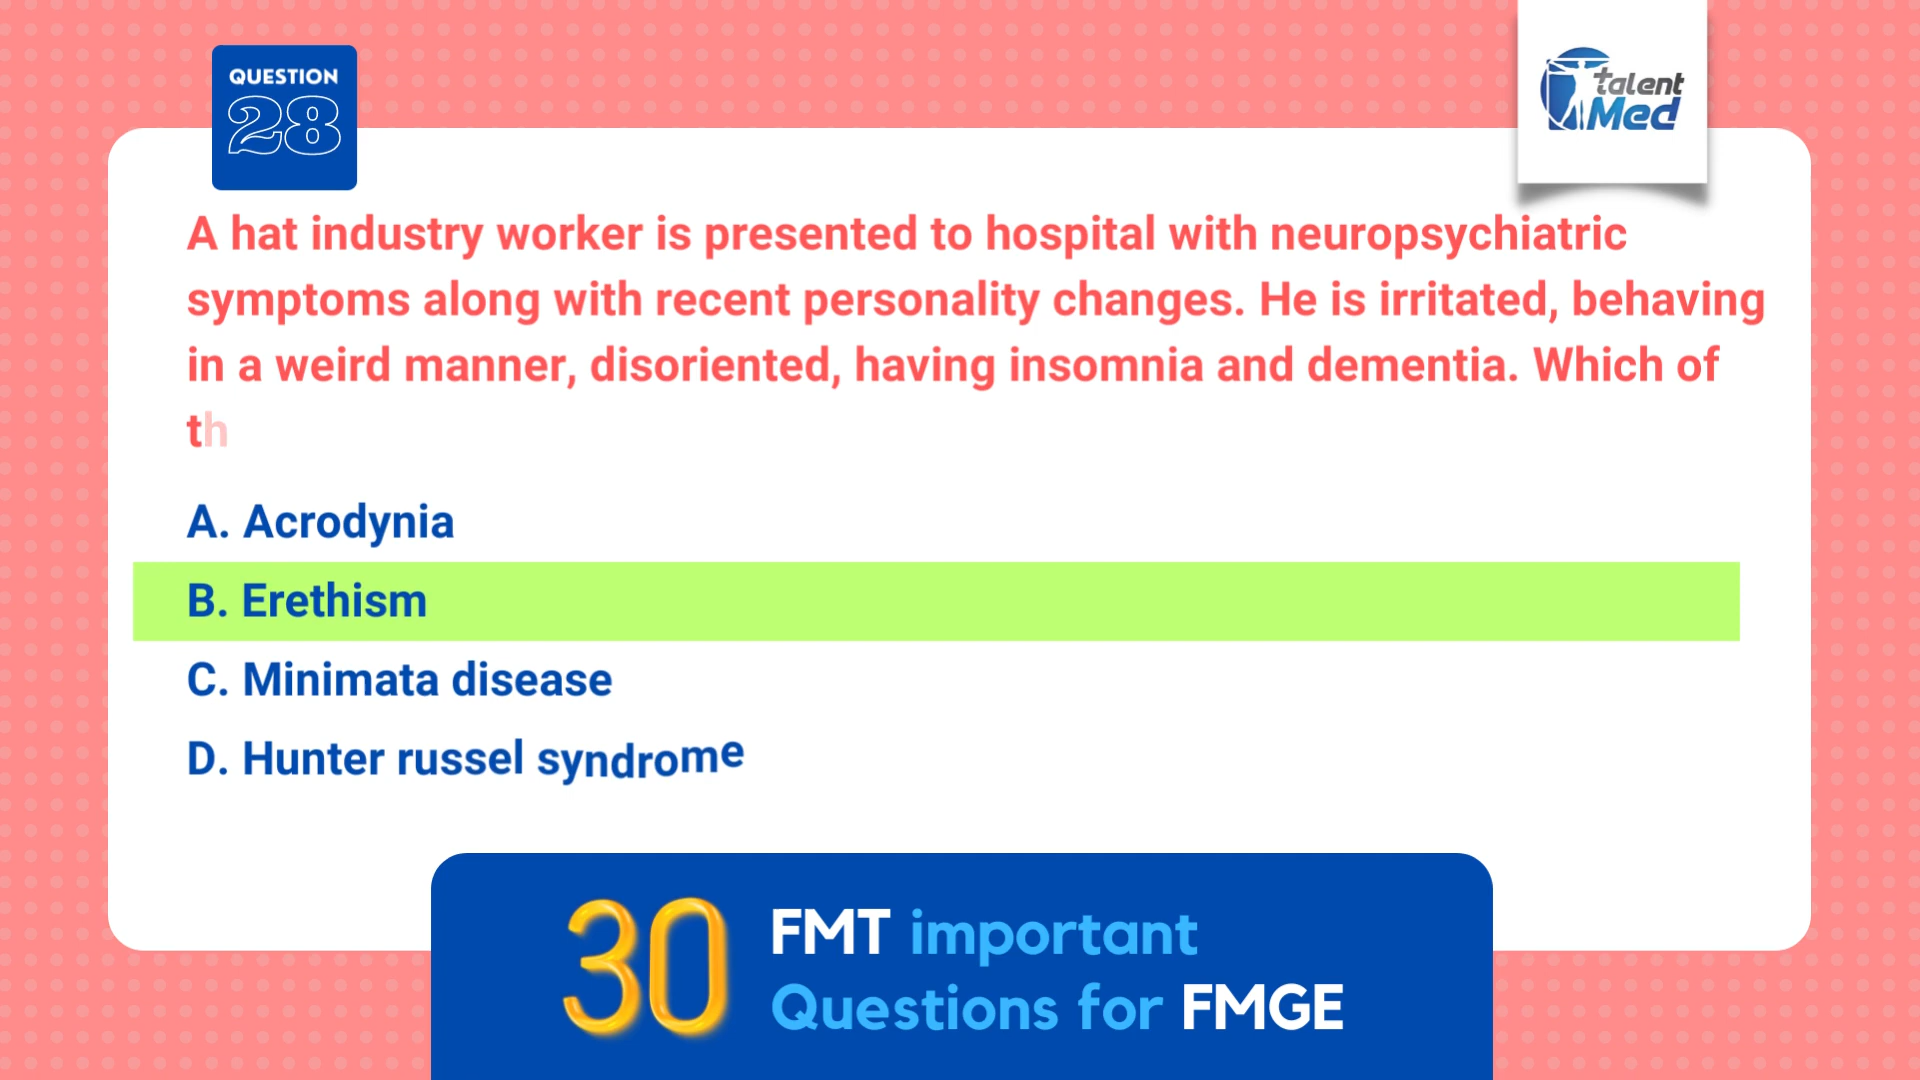 QUESTION
28
talent
Med
A hat industry worker is presented to hospital with neuropsychiatric
symptoms along with recent personality changes. He is irritated, behaving
in a weird manner, disoriented, having insomnia and dementia. Which of
th
A. Acrodynia
B. Erethism
C. Minimata disease
D. Hunter russel syndrome
30
FMT important
Questions for FMGE